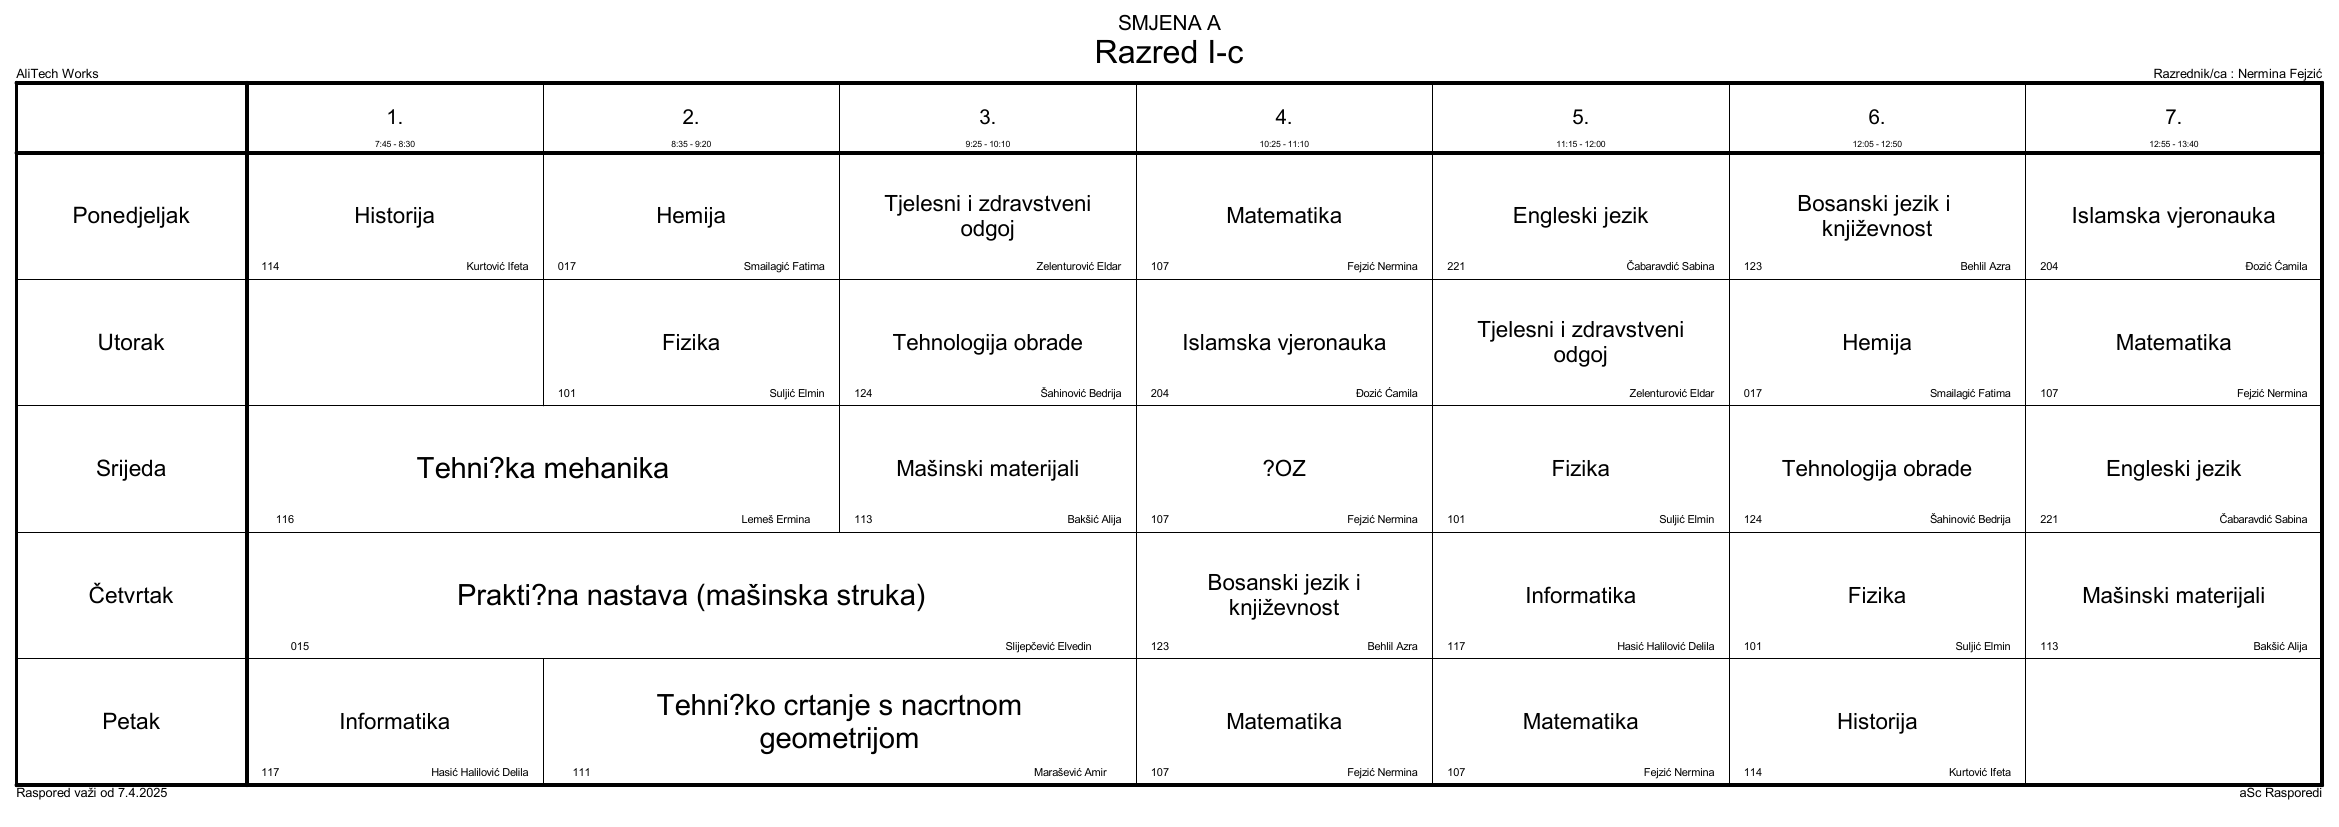 SMJENA A
Razred I-c
AliTech Works
Razrednik/ca : Nermina Fejzić
1. 2. 3. 4. 5. 6. 7.
7:45 - 8:30 8:35 - 9:20 9:25 - 10:10 10:25 - 11:10 11:15 - 12:00 12:05 - 12:50 12:55 - 13:40
Ponedjeljak
Historija
114 Kurtović Ifeta
Hemija
017 Smailagić Fatima
Tjelesni i zdravstveni
odgoj
Zelenturović Eldar
Matematika
107 Fejzić Nermina
Engleski jezik
221 Čabaravdić Sabina
Bosanski jezik i
književnost
123 Behlil Azra
Islamska vjeronauka
204 Đozić Ćamila
Utorak
Fizika
101 Suljić Elmin
Tehnologija obrade
124 Šahinović Bedrija
Islamska vjeronauka
204 Đozić Ćamila
Tjelesni i zdravstveni
odgoj
Zelenturović Eldar
Hemija
017 Smailagić Fatima
Matematika
107 Fejzić Nermina
Srijeda
Tehni?ka mehanika
116 Lemeš Ermina
Mašinski materijali
113 Bakšić Alija
?OZ
107 Fejzić Nermina
Fizika
101 Suljić Elmin
Tehnologija obrade
124 Šahinović Bedrija
Engleski jezik
221 Čabaravdić Sabina
Četvrtak
Prakti?na nastava (mašinska struka)
015 Slijepčević Elvedin
Bosanski jezik i
književnost
123 Behlil Azra
Informatika
117 Hasić Halilović Delila
Fizika
101 Suljić Elmin
Mašinski materijali
113 Bakšić Alija
Petak
Informatika
117 Hasić Halilović Delila
Tehni?ko crtanje s nacrtnom
geometrijom
111 Marašević Amir
Matematika
107 Fejzić Nermina
Matematika
107 Fejzić Nermina
Historija
114 Kurtović Ifeta
Raspored važi od 7.4.2025
aSc Rasporedi